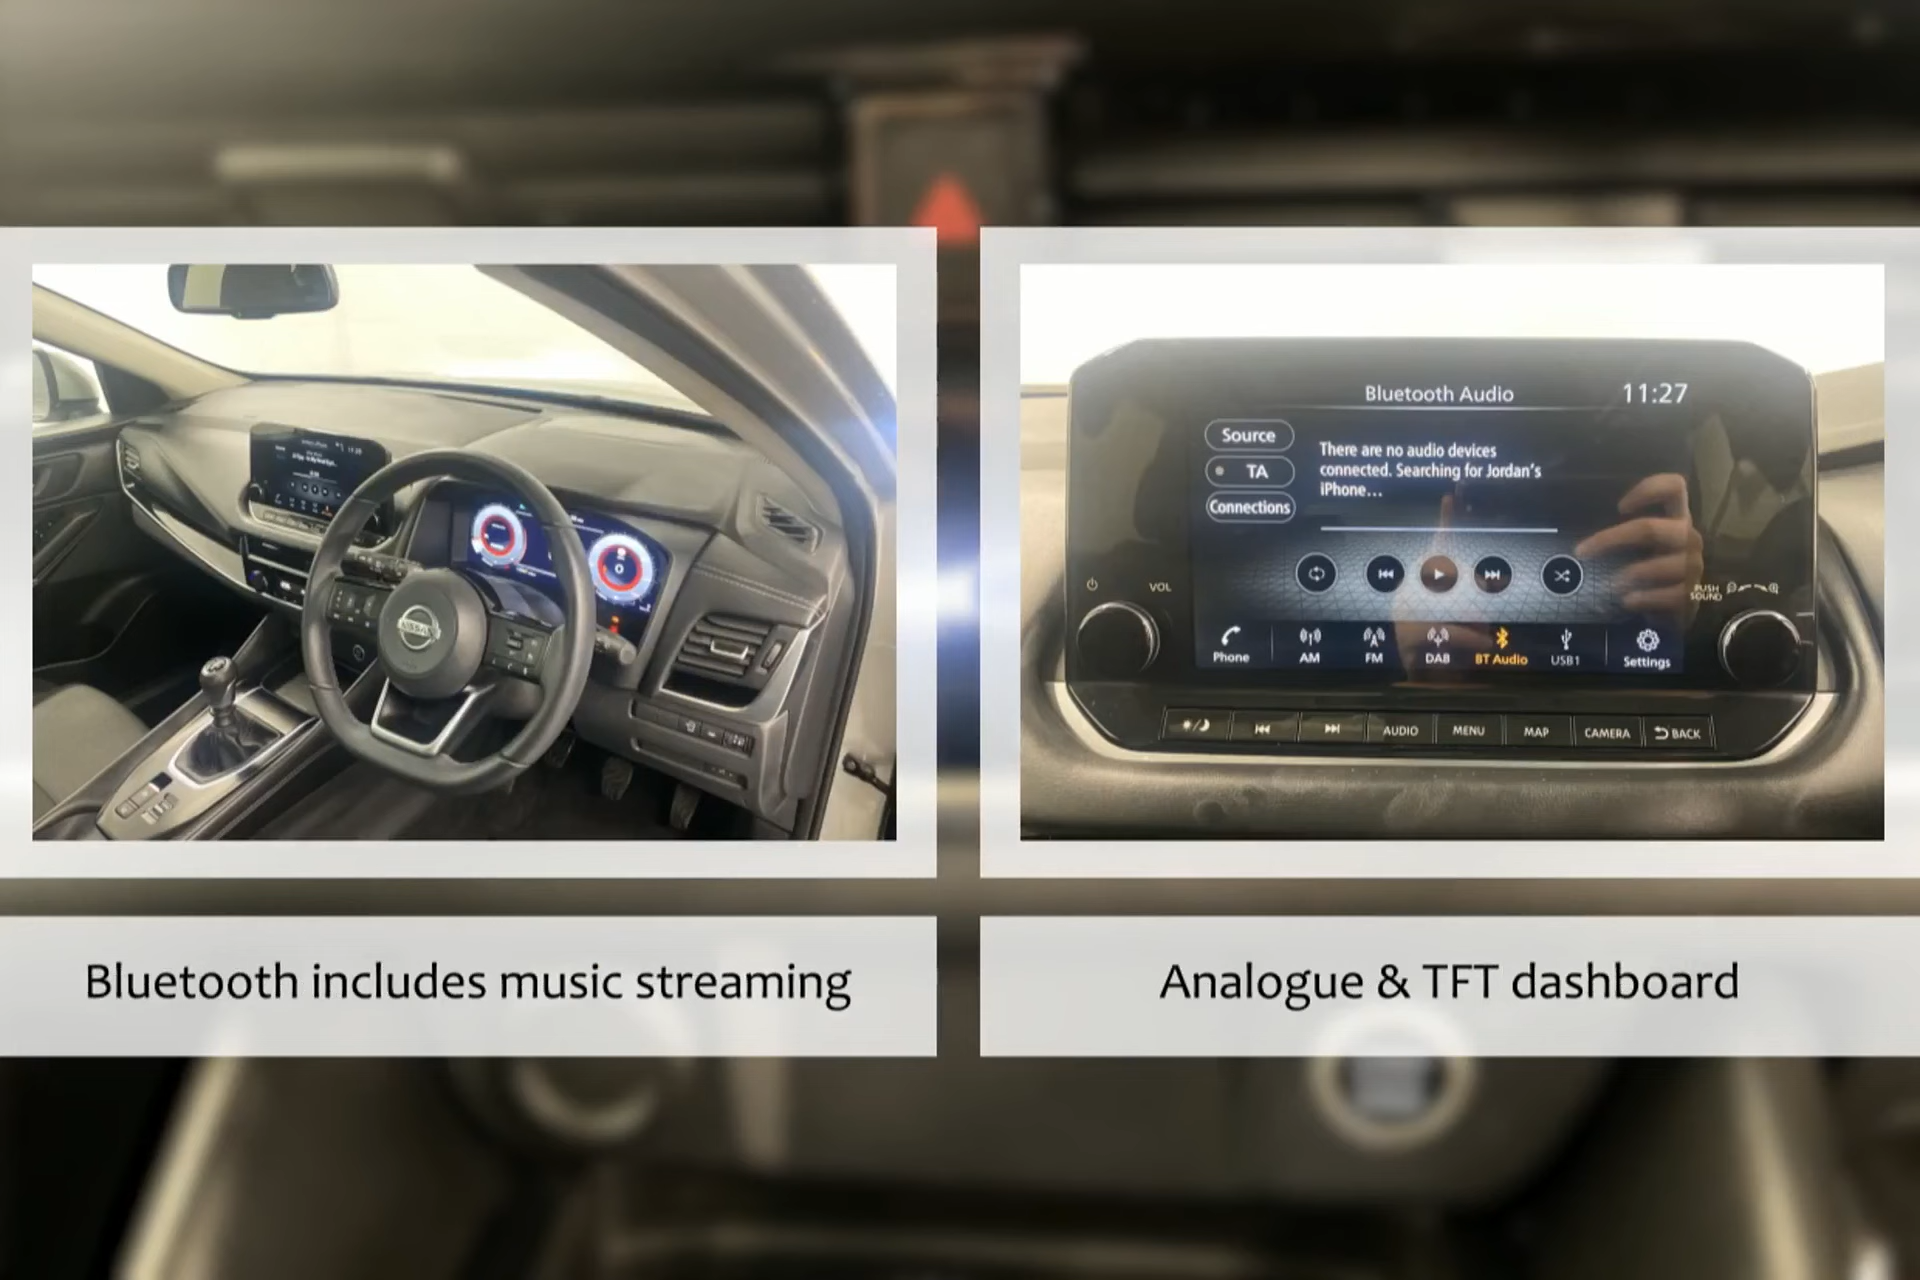 NISSAN
Bluetooth Audio
11:27
Source
TA
Connections
There are no audio devices
connected. Searching for Jordan's
iPhone...
VOL
PUSH
SOUND
Phone
AM
FM
DAB
BT Audio
USB1
Settings
AUDIO
MENU
MAP
CAMERA
BACK
Bluetooth includes music streaming
Analogue & TFT dashboard